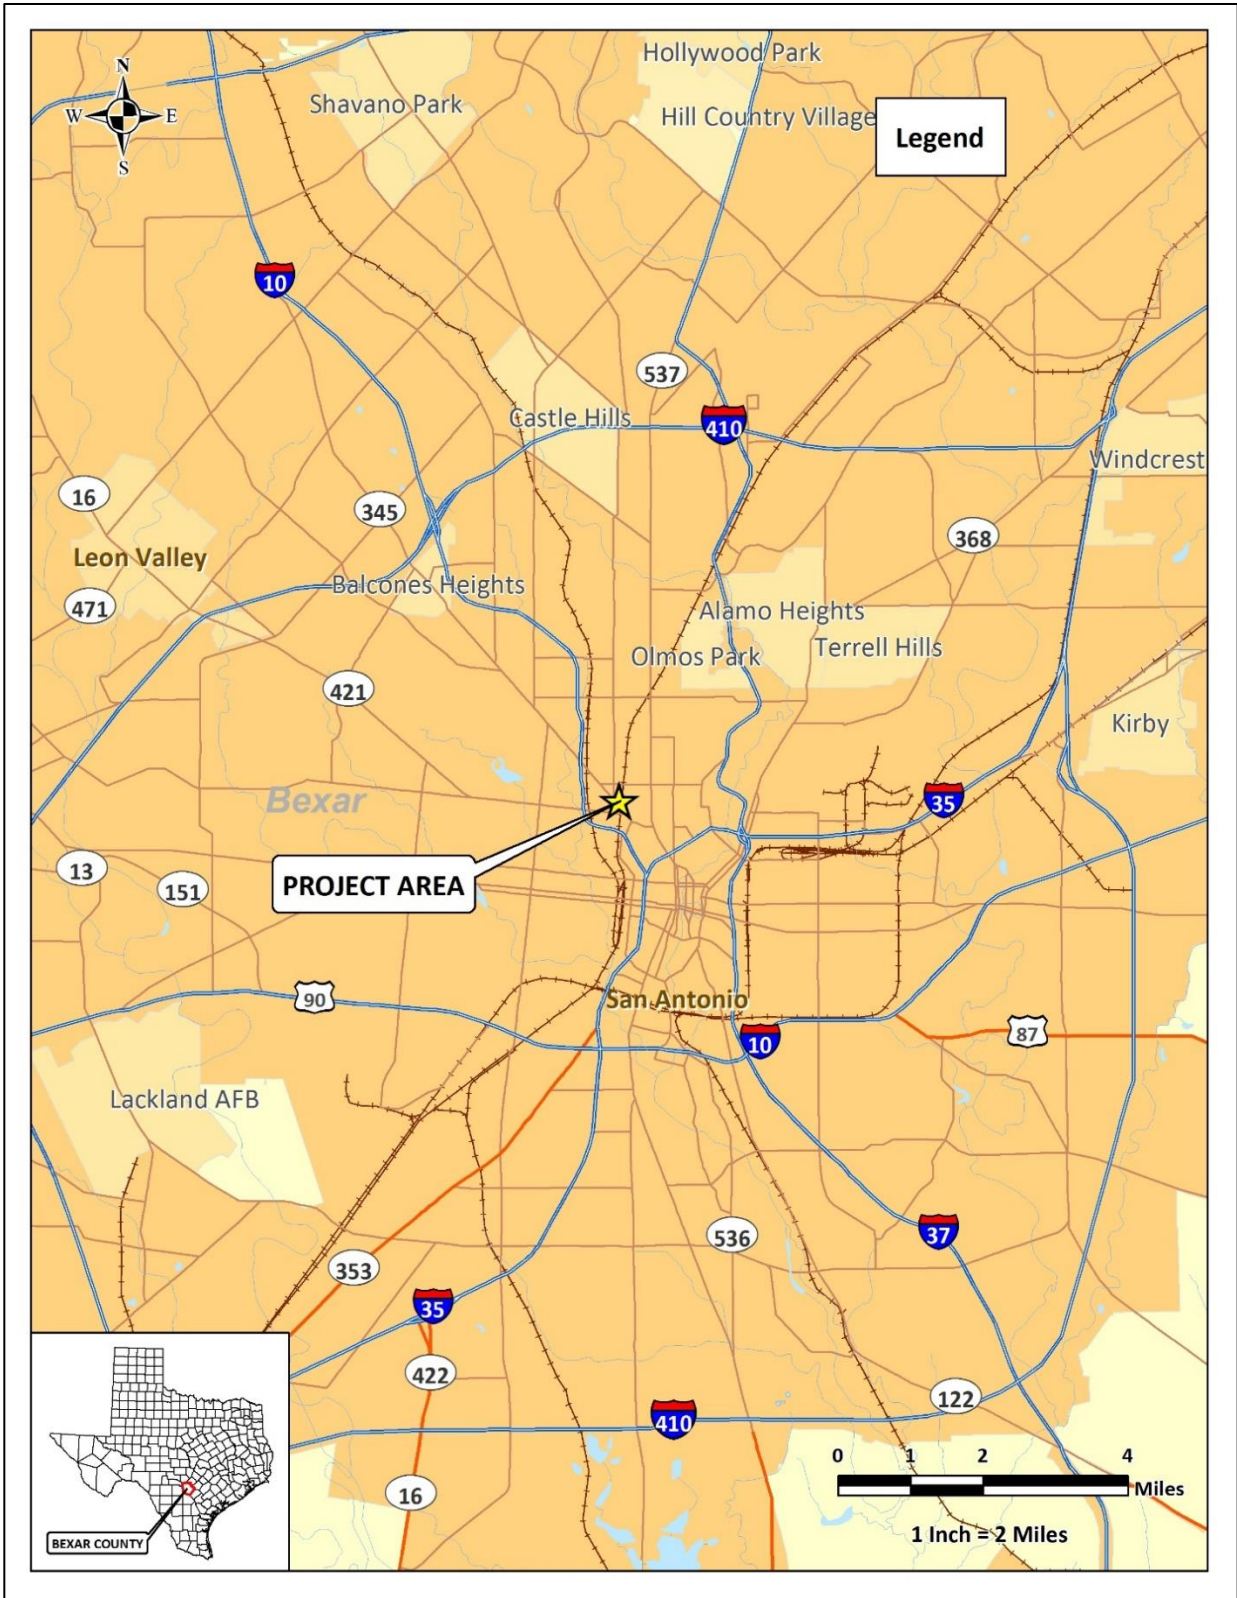 Hollywood Park
N
Shavano Park
W
E
Hill Country Village
Legend
S
10
537
Castle Hills
410
Windcrest
16
345
368
Leon Valley
Balcones Heights
471
Alamo Heights
Terrell Hills
Olmos Park
421
Kirby
Bexar
35
13
PROJECT AREA
151
90
San Antonio
87
10
Lackland AFB
37
536
353
35
422
122
410
0 1 2 4
16
Miles
1 Inch = 2 Miles
BEXAR COUNTY